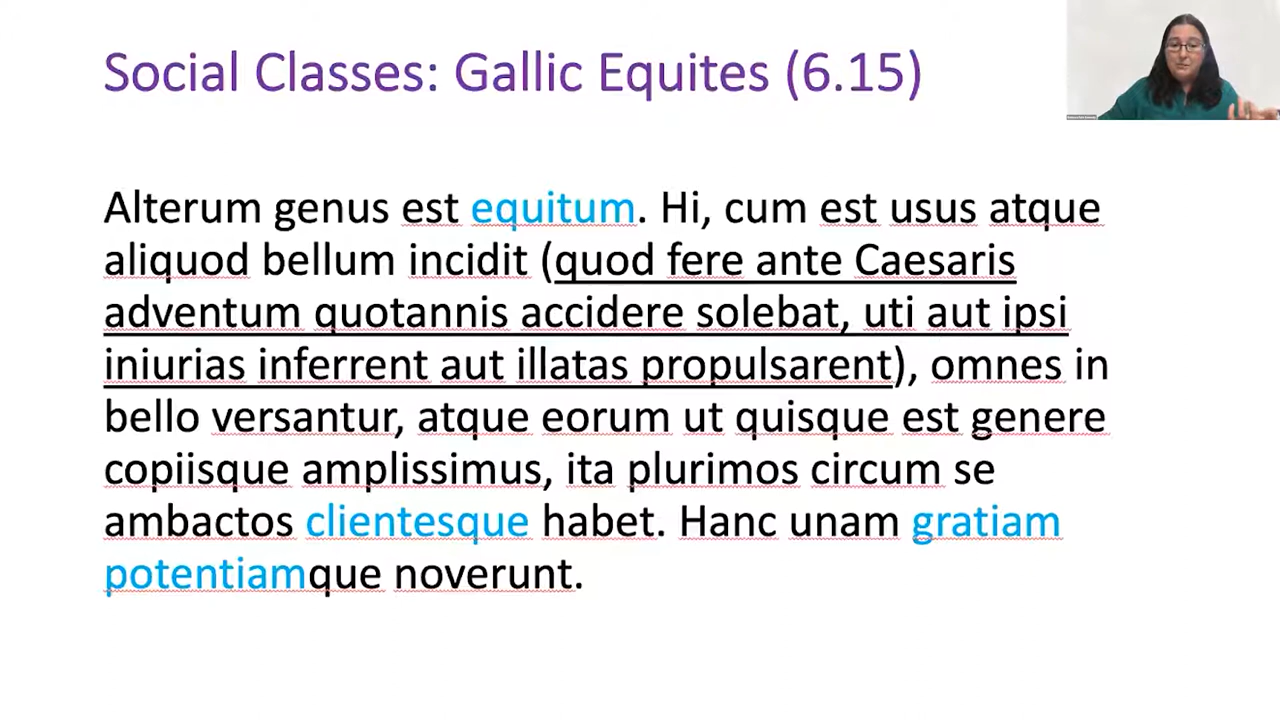 Social Classes: Gallic Equites (6.15)
Alterum genus est equitum. Hi, cum est usus atque
aliquod bellum incidit (quod fere ante Caesaris
adventum quotannis accidere solebat, uti aut ipsi
iniurias inferrent aut illatas propulsarent), omnes in
bello versantur, atque eorum ut quisque est genere
copiisque amplissimus, ita plurimos circum se
ambactos clientesque habet. Hanc unam gratiam
potentiamque noverunt.